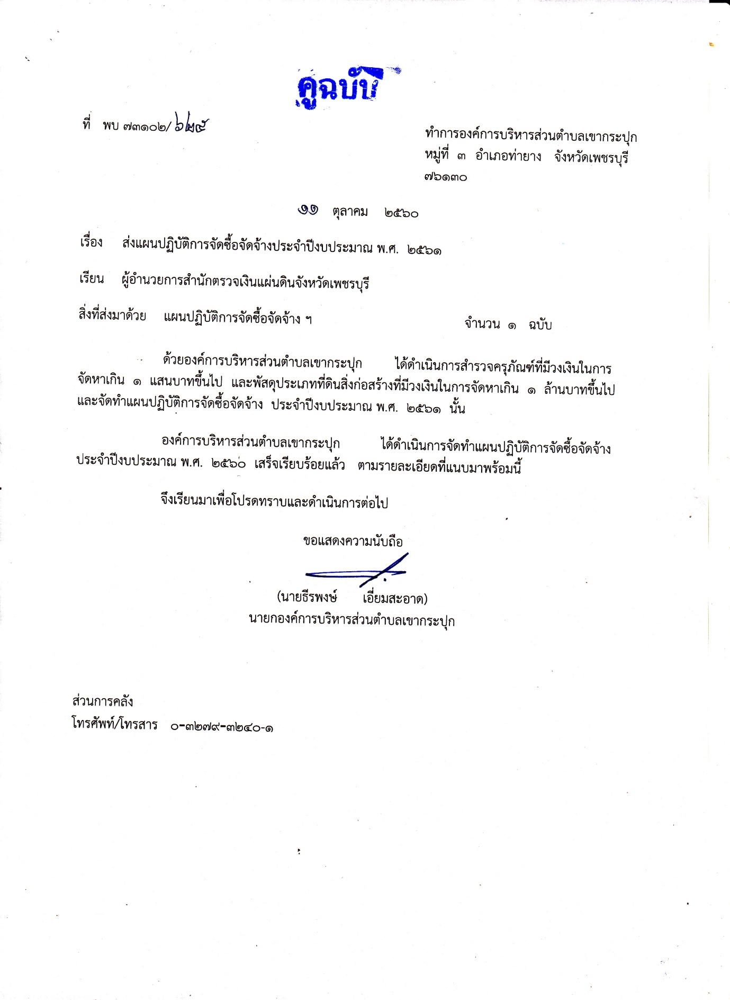 คู่ฉบับ
ที่ พบ ๗๓๑๐๒/๖๒๕
ทำการองค์การบริหารส่วนตำบลเขากระปุก
หมู่ที่ ๓ อำเภอท่ายาง จังหวัดเพชรบุรี
๗๖๑๓๐
๑๑ ตุลาคม ๒๕๖๐
เรื่อง ส่งแผนปฏิบัติการจัดซื้อจัดจ้างประจำปีงบประมาณ พ.ศ. ๒๕๖๑
เรียน ผู้อำนวยการสำนักตรวจเงินแผ่นดินจังหวัดเพชรบุรี
สิ่งที่ส่งมาด้วย แผนปฏิบัติการจัดซื้อจัดจ้าง ฯ จำนวน ๑ ฉบับ
ด้วยองค์การบริหารส่วนตำบลเขากระปุก ได้ดำเนินการสำรวจครุภัณฑ์ที่มีวงเงินในการ
จัดหาเกิน ๑ แสนบาทขึ้นไป และพัสดุประเภทที่ดินสิ่งก่อสร้างที่มีวงเงินในการจัดหาเกิน ๑ ล้านบาทขึ้นไป
และจัดทำแผนปฏิบัติการจัดซื้อจัดจ้าง ประจำปีงบประมาณ พ.ศ. ๒๕๖๑ นั้น
องค์การบริหารส่วนตำบลเขากระปุก ได้ดำเนินการจัดทำแผนปฏิบัติการจัดซื้อจัดจ้าง
ประจำปีงบประมาณ พ.ศ. ๒๕๖๐ เสร็จเรียบร้อยแล้ว ตามรายละเอียดที่แนบมาพร้อมนี้
จึงเรียนมาเพื่อโปรดทราบและดำเนินการต่อไป
ขอแสดงความนับถือ
(นายธีรพงษ์ เอี่ยมสะอาด)
นายกองค์การบริหารส่วนตำบลเขากระปุก
ส่วนการคลัง
โทรศัพท์/โทรสาร ๐-๓๒๗๙-๓๒๔๐-๑